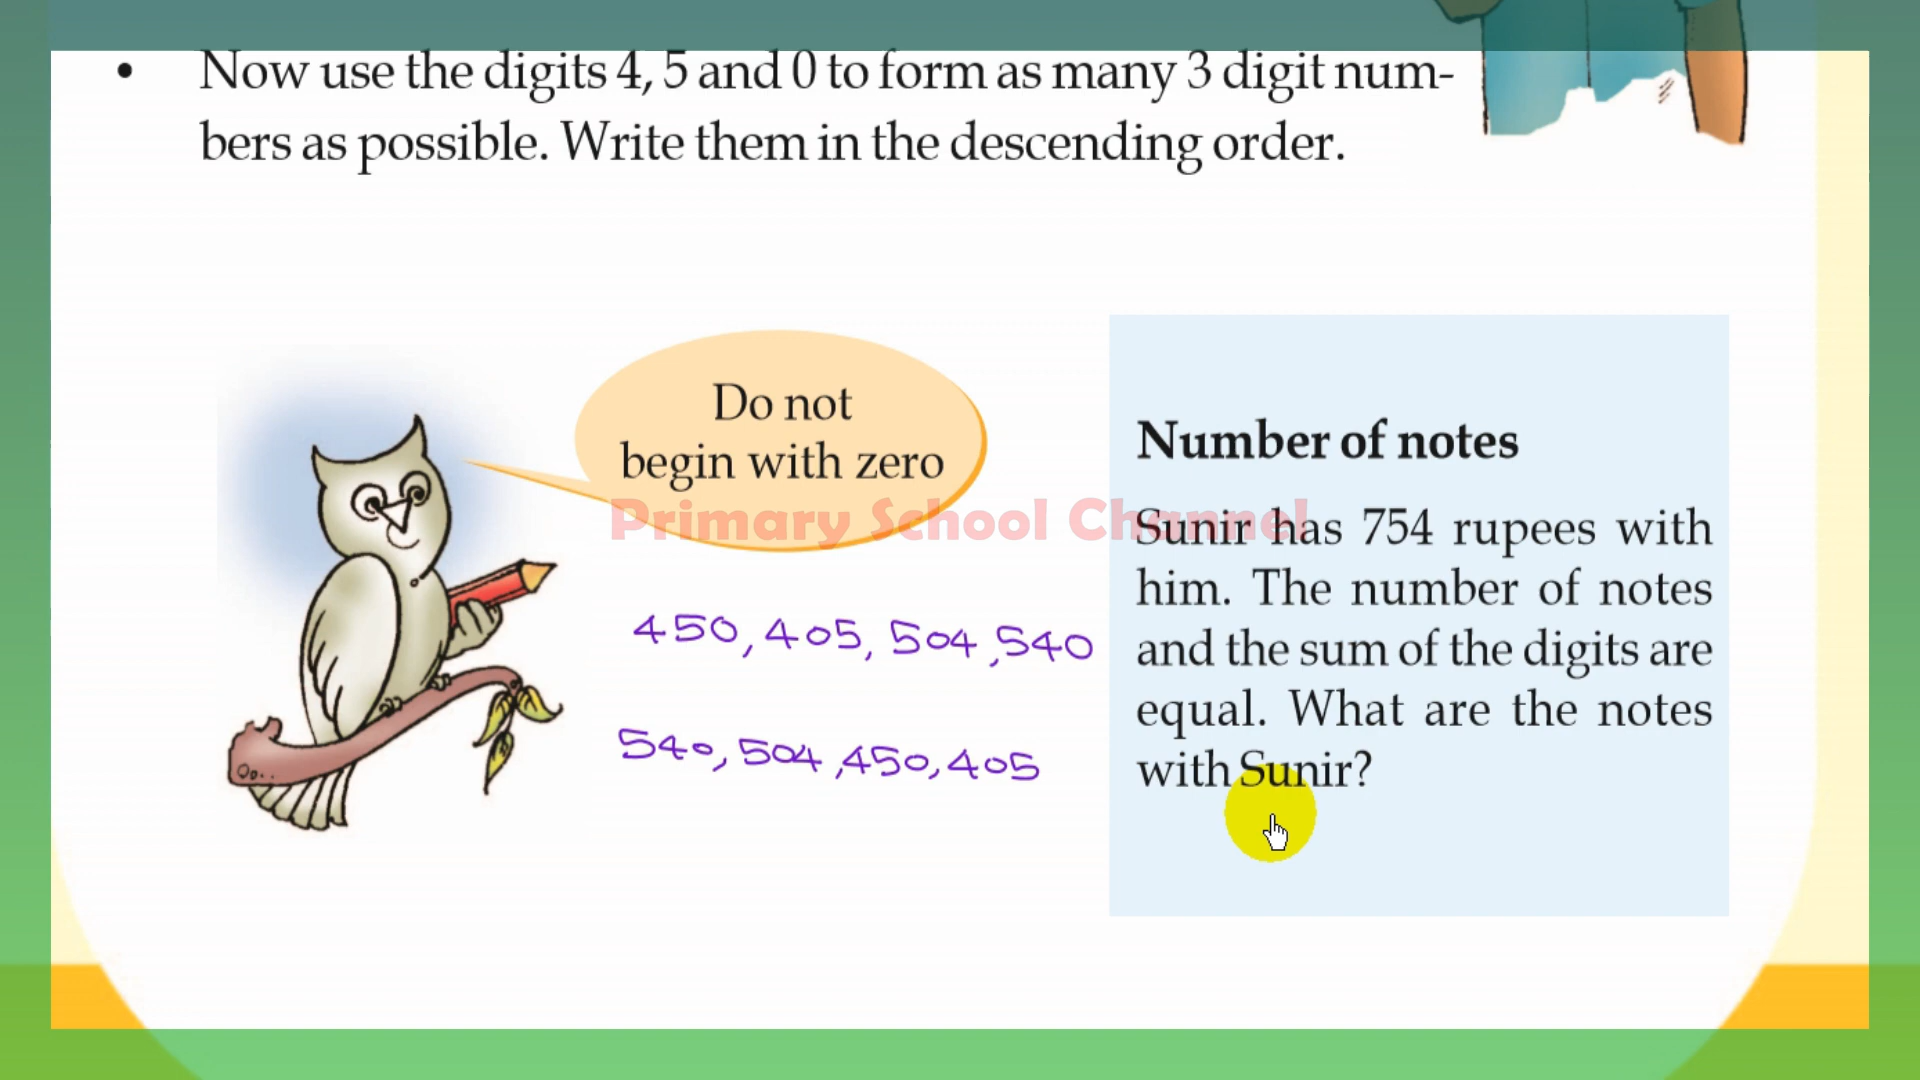 • Now use the digits 4, 5 and 0 to form as many 3 digit num-
bers as possible. Write them in the descending order.
Do not
begin with zero
Primary School Channel
450, 405, 504, 540
540, 504, 450, 405
Number of notes
Sunir has 754 rupees with
him. The number of notes
and the sum of the digits are
equal. What are the notes
with Sunir?